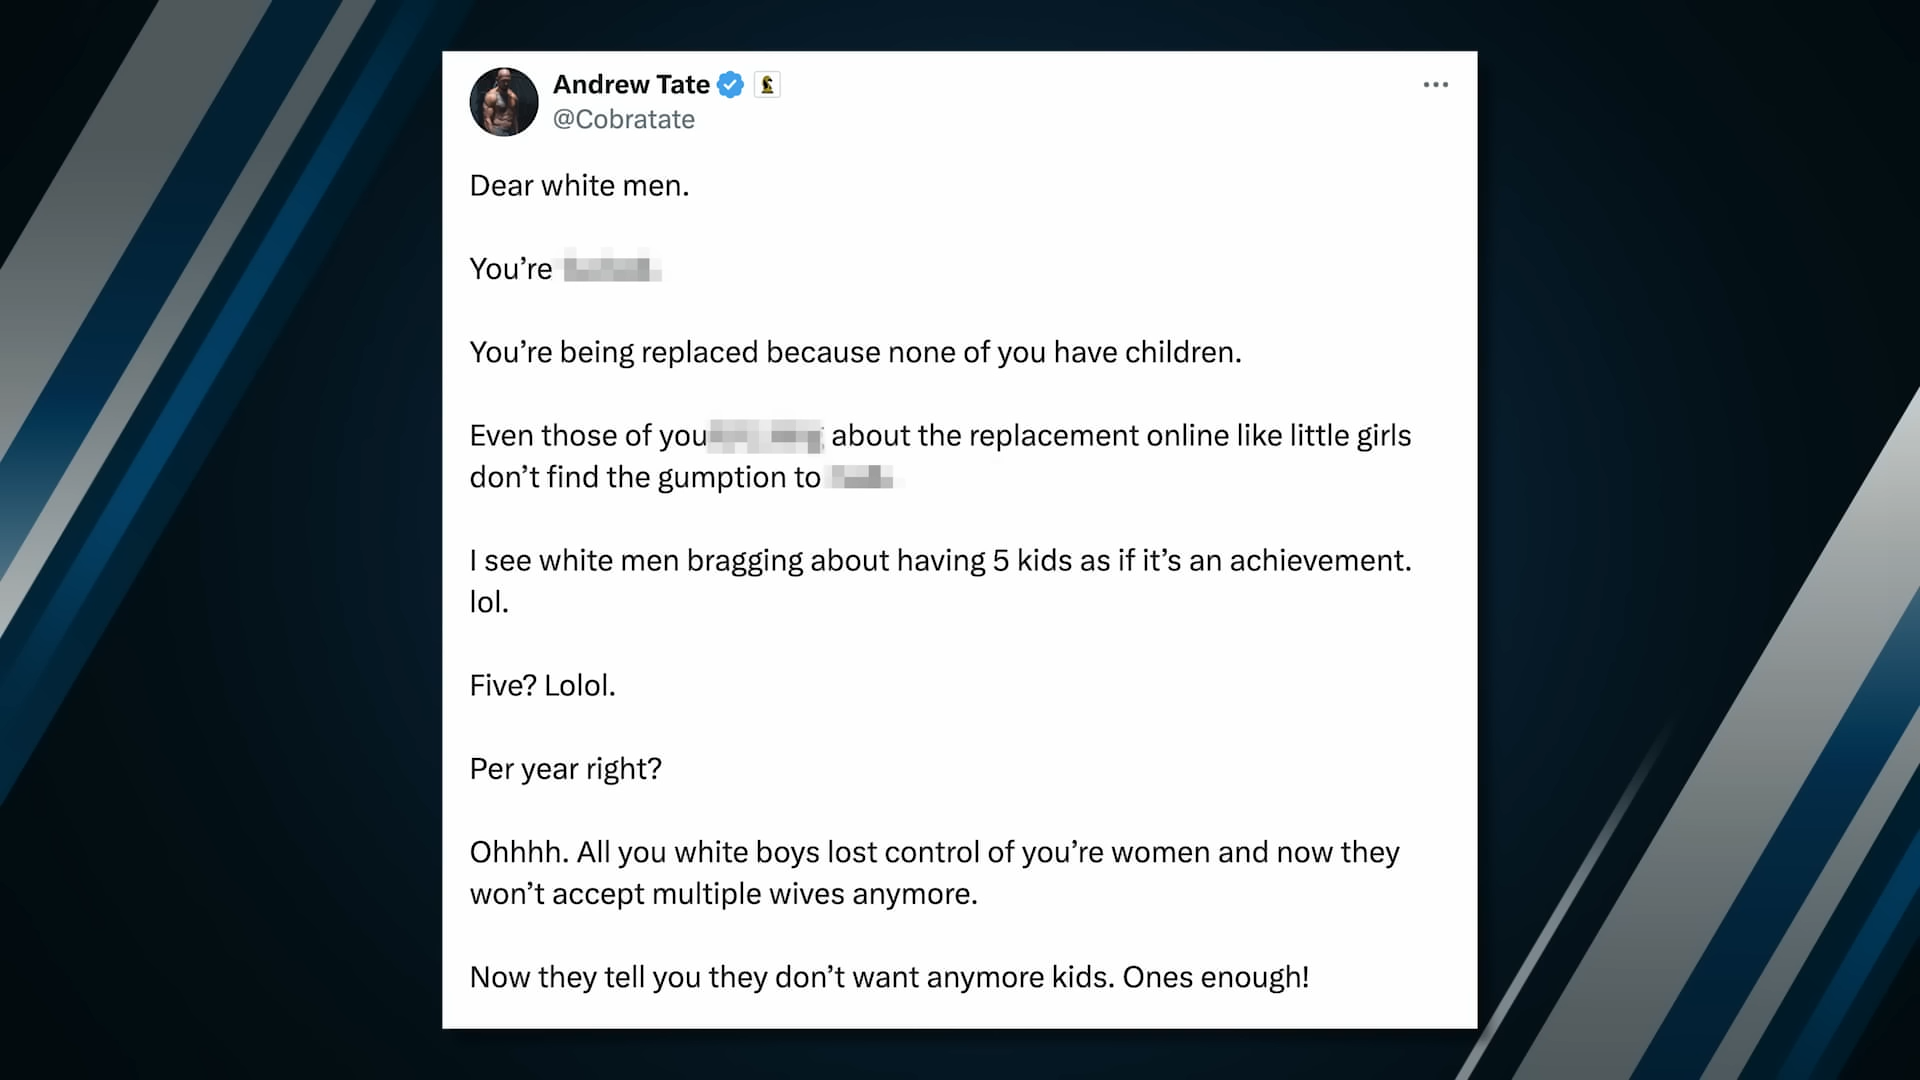 Andrew Tate
@Cobratate
Dear white men.
You're
You're being replaced because none of you have children.
Even those of you about the replacement online like little girls
don't find the gumption to
I see white men bragging about having 5 kids as if it's an achievement.
lol.
Five? Lolol.
Per year right?
Ohhhh. All you white boys lost control of you're women and now they
won't accept multiple wives anymore.
Now they tell you they don't want anymore kids. Ones enough!